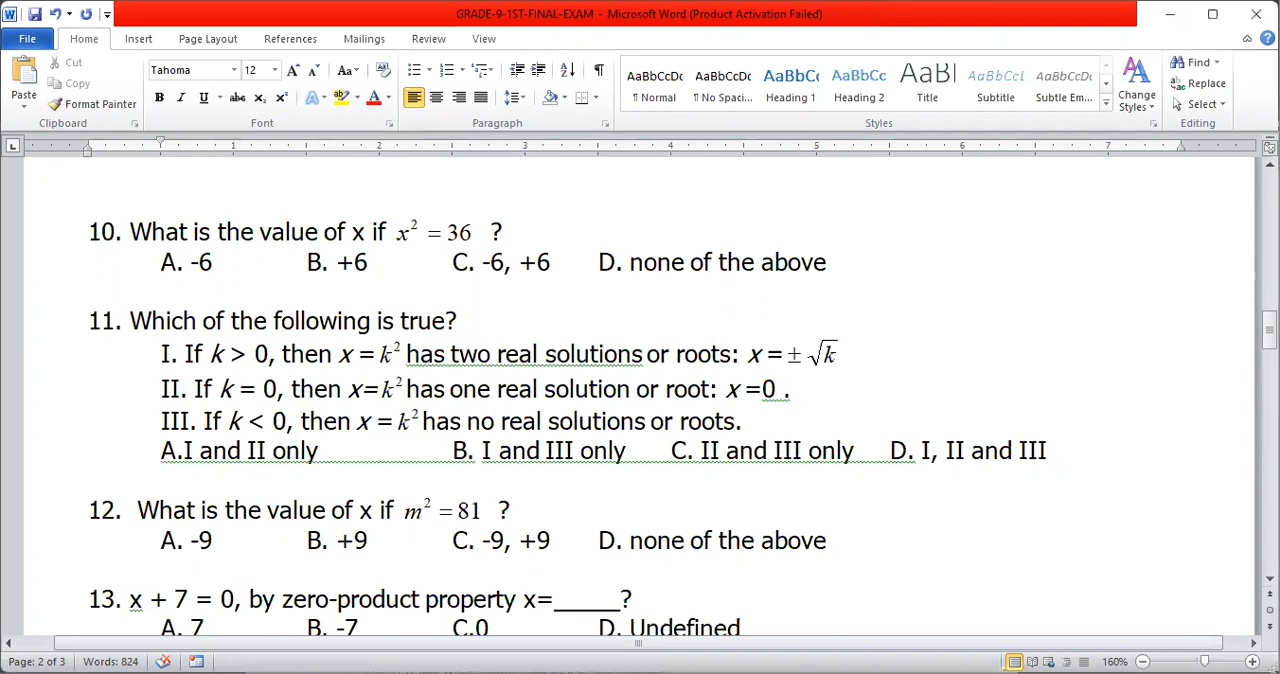 GRADE-9-1ST-FINAL-EXAM - Microsoft Word (Product Activation Failed)
File Home Insert Page Layout References Mailings Review View
Cut
Copy
Format Painter
Paste
Clipboard
Tahoma 12
Font
Paragraph
AaBbCcDc AaBbCcDc AaBbCc AaBbCc AaBl AaBbCcL AaBbCcDc
¶ Normal ¶ No Spaci... Heading 1 Heading 2 Title Subtitle Subtle Em...
Styles
Change Styles
Find
Replace
Select
Editing
1 2 3 4 5 6 7
10. What is the value of x if x² = 36 ?
A. -6 B. +6 C. -6, +6 D. none of the above
11. Which of the following is true?
I. If k > 0, then x = k² has two real solutions or roots: x = ± √k
II. If k = 0, then x= k² has one real solution or root: x =0 .
III. If k < 0, then x = k² has no real solutions or roots.
A.I and II only B. I and III only C. II and III only D. I, II and III
12. What is the value of x if m² = 81 ?
A. -9 B. +9 C. -9, +9 D. none of the above
13. x + 7 = 0, by zero-product property x=_____?
A. 7 B. -7 C.0 D. Undefined
Page: 2 of 3 Words: 824 160%